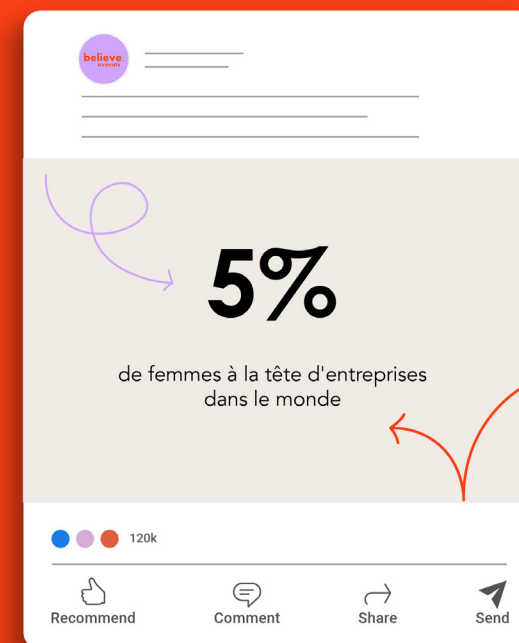 believe.
avocats
5%
de femmes à la tête d'entreprises
dans le monde
120k
Recommend
Comment
Share
Send